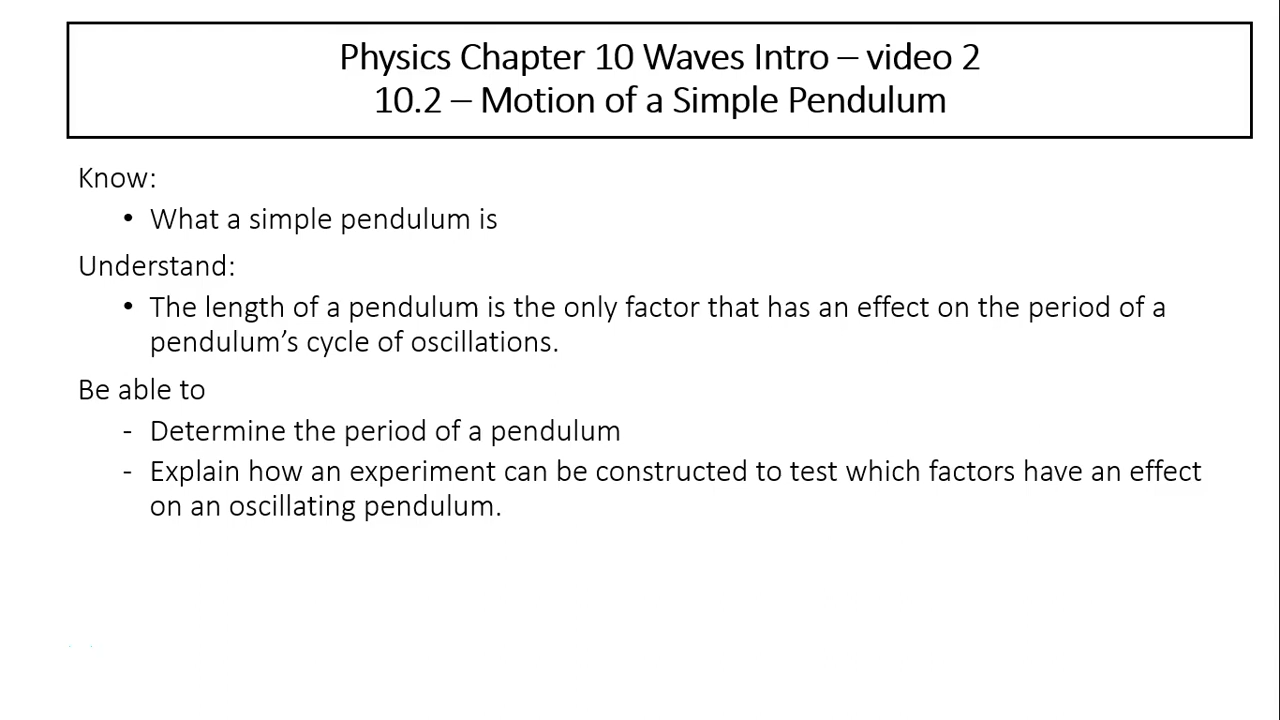 Physics Chapter 10 Waves Intro – video 2
10.2 – Motion of a Simple Pendulum
Know:
• What a simple pendulum is
Understand:
• The length of a pendulum is the only factor that has an effect on the period of a
pendulum’s cycle of oscillations.
Be able to
- Determine the period of a pendulum
- Explain how an experiment can be constructed to test which factors have an effect
on an oscillating pendulum.